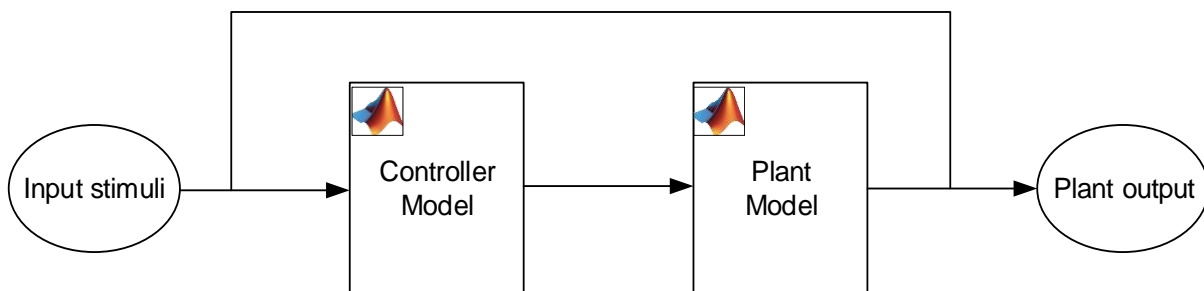 Input stimuli
Controller
Model
Plant
Model
Plant output